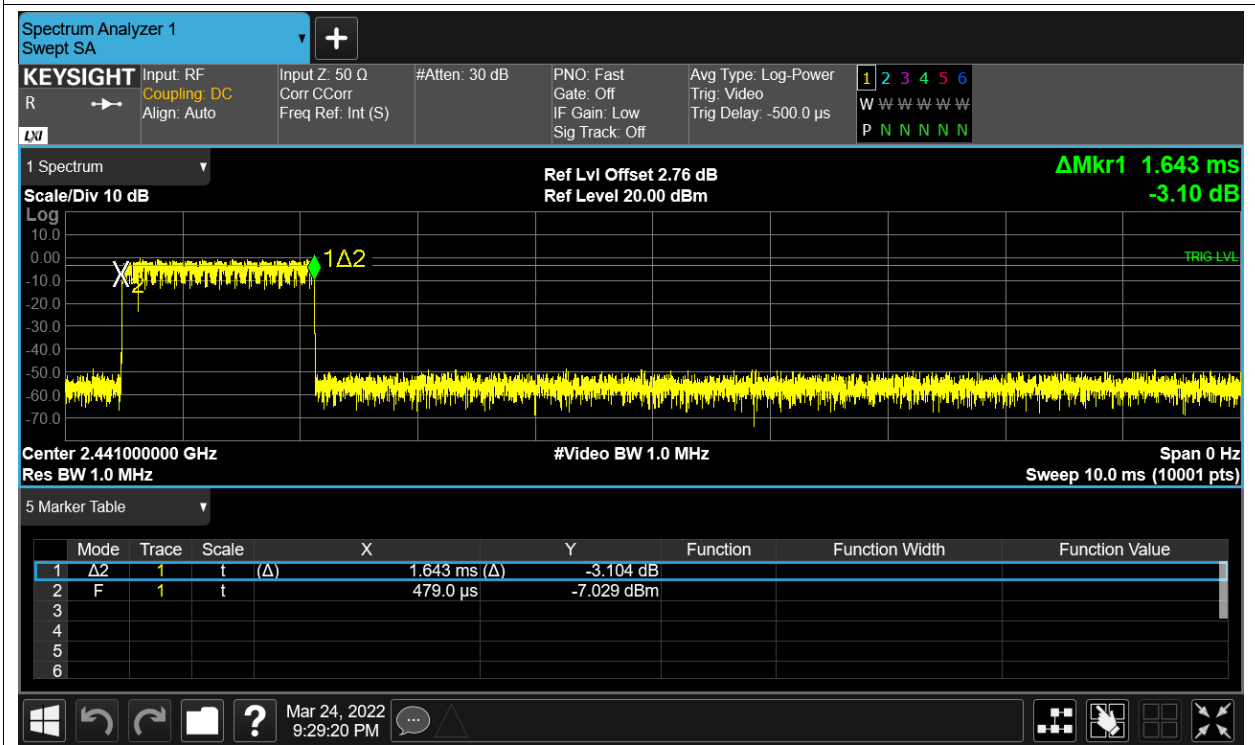 Spectrum Analyzer 1
Swept SA
KEYSIGHT Input: RF Input Z: 50 Ω #Atten: 30 dB PNO: Fast Avg Type: Log-Power 1 2 3 4 5 6
R Coupling: DC Corr CCorr Gate: Off Trig: Video W W W W W W
Align: Auto Freq Ref: Int (S) IF Gain: Low Trig Delay: -500.0 µs
LXI Sig Track: Off P N N N N N
1 Spectrum Ref Lvl Offset 2.76 dB ΔMkr1 1.643 ms
Scale/Div 10 dB Ref Level 20.00 dBm -3.10 dB
Log
10.0
0.00 1Δ2 TRIG LVL
-10.0 X2
-20.0
-30.0
-40.0
-50.0
-60.0
-70.0
Center 2.441000000 GHz #Video BW 1.0 MHz Span 0 Hz
Res BW 1.0 MHz Sweep 10.0 ms (10001 pts)
5 Marker Table
Mode Trace Scale X Y Function Function Width Function Value
1 Δ2 1 t (Δ) 1.643 ms (Δ) -3.104 dB
2 F 1 t 479.0 µs -7.029 dBm
3
4
5
6
? Mar 24, 2022
9:29:20 PM